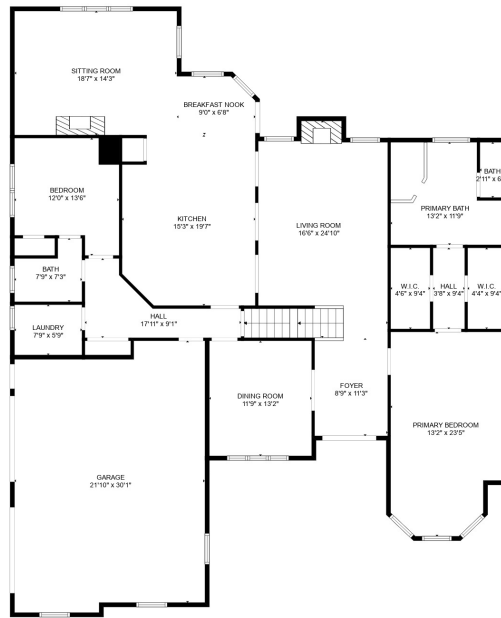 SITTING ROOM
18'7" x 14'3"
BREAKFAST NOOK
9'0" x 6'8"
BEDROOM
12'0" x 13'6"
KITCHEN
15'3" x 19'7"
LIVING ROOM
16'6" x 24'10"
BATH
2'11" x 6
PRIMARY BATH
13'2" x 11'9"
BATH
7'9" x 7'3"
W.I.C.
4'6" x 9'4"
HALL
3'8" x 9'4"
W.I.C.
4'4" x 9'4"
LAUNDRY
7'9" x 5'9"
HALL
17'11" x 9'1"
DINING ROOM
11'9" x 13'2"
FOYER
8'9" x 11'3"
PRIMARY BEDROOM
13'2" x 23'5"
GARAGE
21'10" x 30'1"